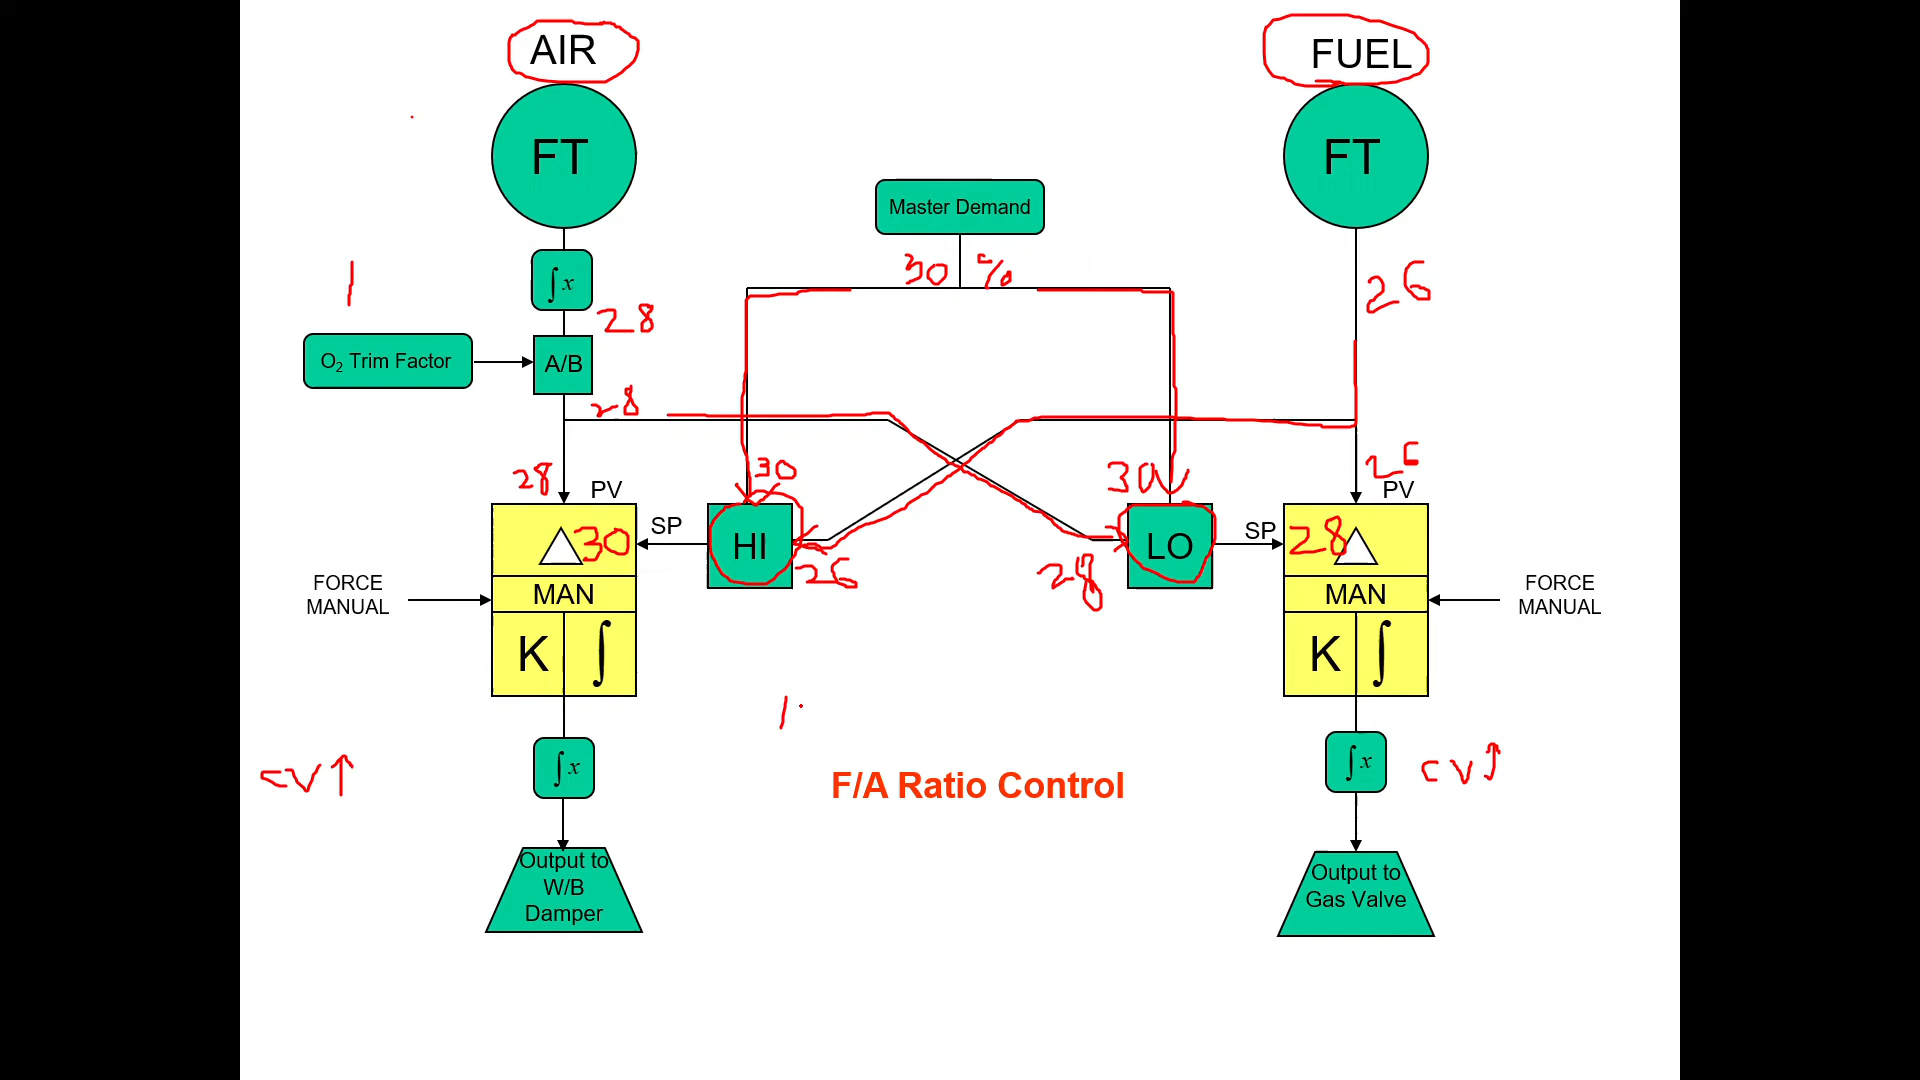 AIR
FUEL
FT
FT
Master Demand
∫x
30 %
26
1
28
O₂ Trim Factor
A/B
28
28
PV
30
30
26
PV
30
SP
HI
26
28
LO
SP
28
FORCE
MANUAL
MAN
MAN
FORCE
MANUAL
K ∫
K ∫
1.
CV↑
∫x
F/A Ratio Control
∫x
CV↑
Output to
W/B
Damper
Output to
Gas Valve